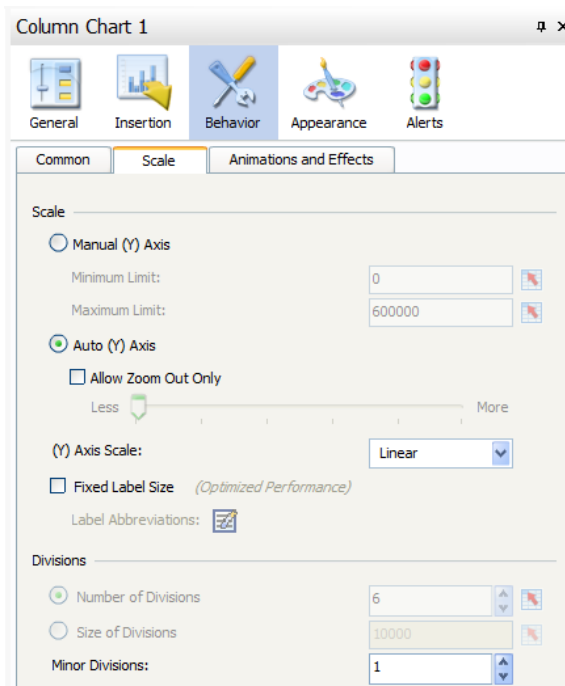 Column Chart 1
General Insertion Behavior Appearance Alerts
Common Scale Animations and Effects
Scale
Manual (Y) Axis
Minimum Limit: 0
Maximum Limit: 600000
Auto (Y) Axis
Allow Zoom Out Only
Less More
(Y) Axis Scale: Linear
Fixed Label Size (Optimized Performance)
Label Abbreviations:
Divisions
Number of Divisions 6
Size of Divisions 10000
Minor Divisions: 1